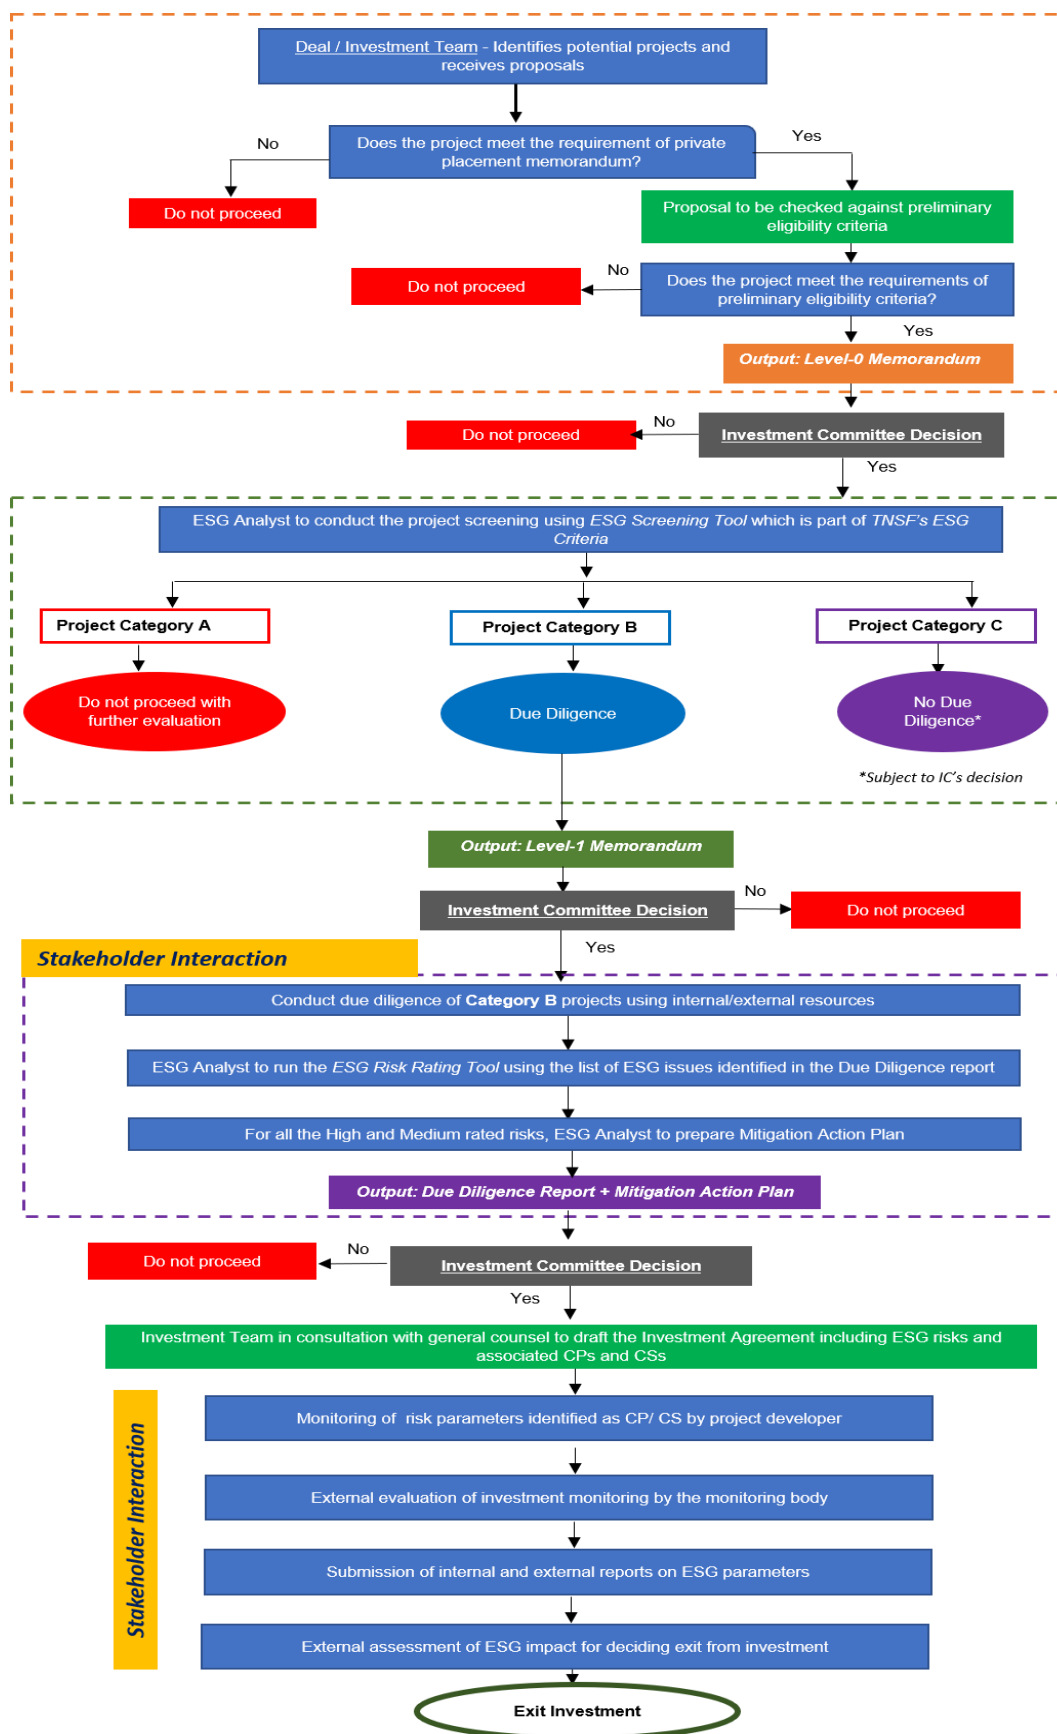 Deal / Investment Team - Identifies potential projects and
receives proposals
No
Does the project meet the requirement of private
placement memorandum?
Yes
Do not proceed
Proposal to be checked against preliminary
eligibility criteria
Do not proceed
No
Does the project meet the requirements of
preliminary eligibility criteria?
Yes
Output: Level-0 Memorandum
Do not proceed
No
Investment Committee Decision
Yes
ESG Analyst to conduct the project screening using ESG Screening Tool which is part of TNSF's ESG
Criteria
Project Category A
Project Category B
Project Category C
Do not proceed with
further evaluation
Due Diligence
No Due
Diligence*
*Subject to IC's decision
Output: Level-1 Memorandum
Investment Committee Decision
No
Do not proceed
Yes
Stakeholder Interaction
Conduct due diligence of Category B projects using internal/external resources
ESG Analyst to run the ESG Risk Rating Tool using the list of ESG issues identified in the Due Diligence report
For all the High and Medium rated risks, ESG Analyst to prepare Mitigation Action Plan
Output: Due Diligence Report + Mitigation Action Plan
Do not proceed
No
Investment Committee Decision
Yes
Investment Team in consultation with general counsel to draft the Investment Agreement including ESG risks and
associated CPs and CSs
Stakeholder Interaction
Monitoring of risk parameters identified as CP/ CS by project developer
External evaluation of investment monitoring by the monitoring body
Submission of internal and external reports on ESG parameters
External assessment of ESG impact for deciding exit from investment
Exit Investment